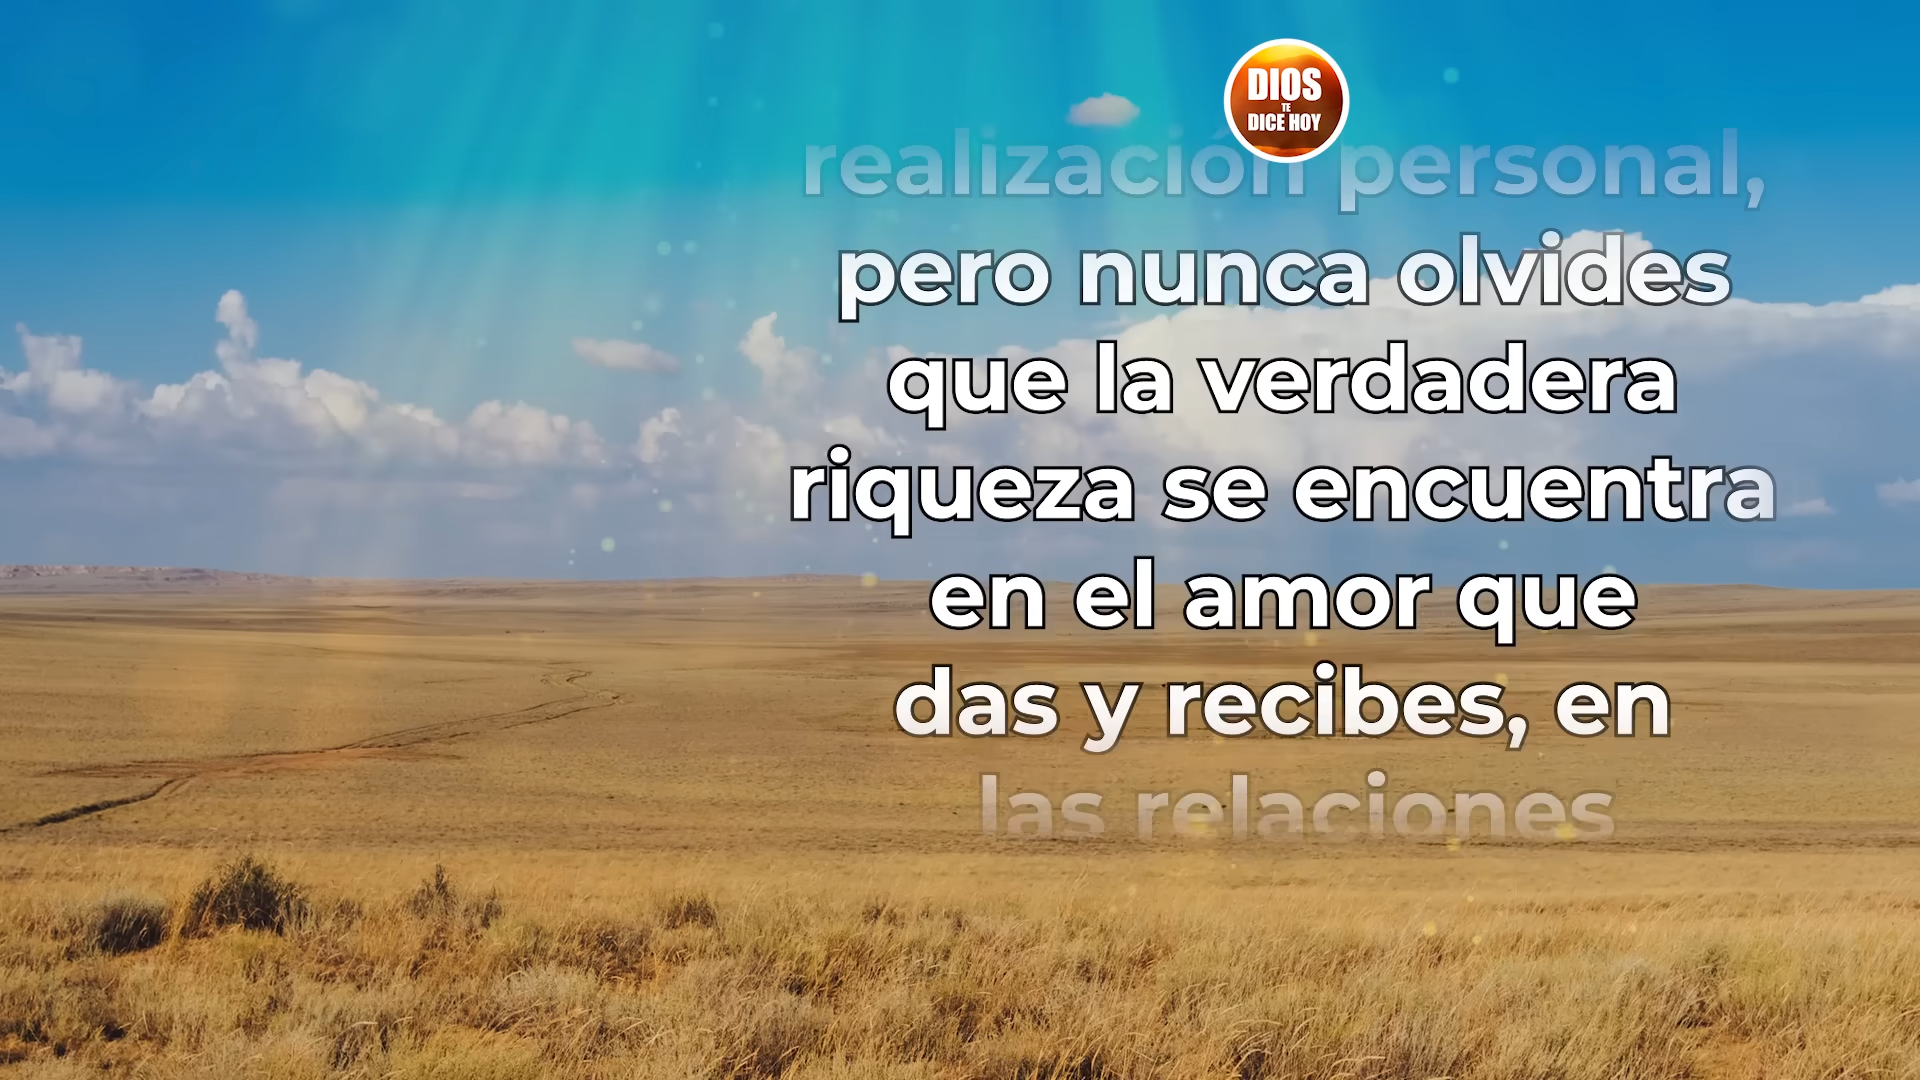 DIOS
TE
DICE HOY
realización personal,
pero nunca olvides
que la verdadera
riqueza se encuentra
en el amor que
das y recibes, en
las relaciones